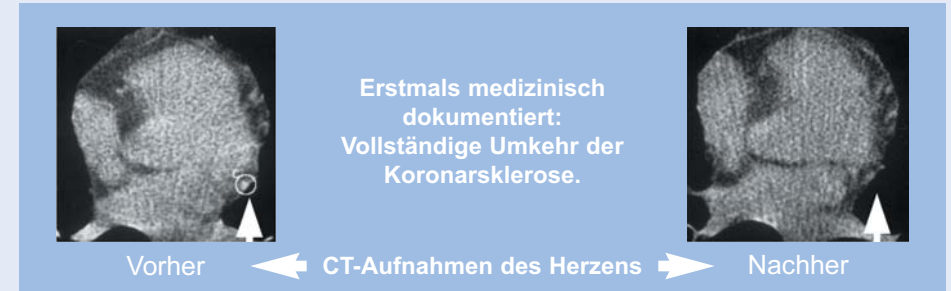 Erstmals medizinisch
dokumentiert:
Vollständige Umkehr der
Koronarsklerose.
Vorher
CT-Aufnahmen des Herzens
Nachher